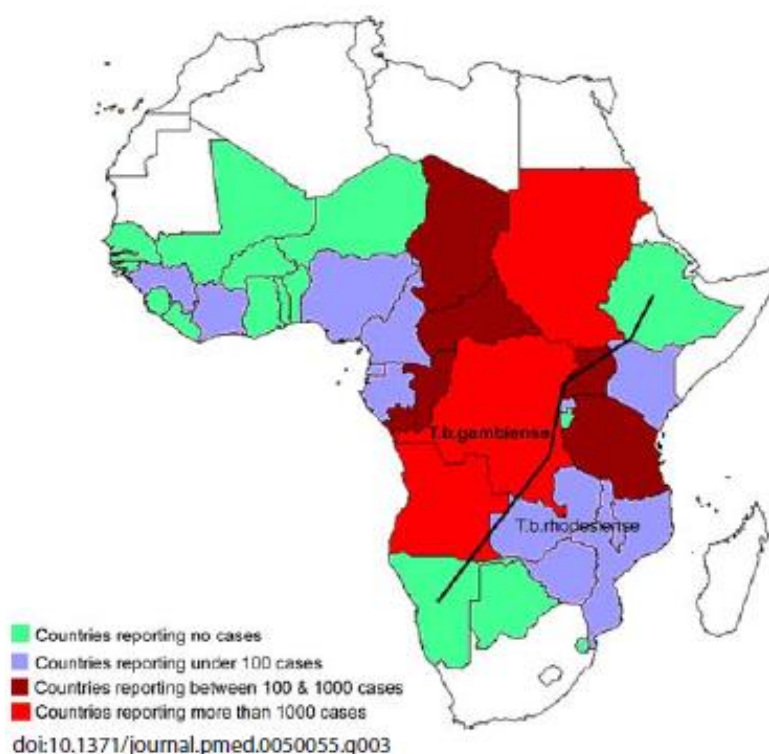 T.b.gambiense
T.b.rhodesiense
Countries reporting no cases
Countries reporting under 100 cases
Countries reporting between 100 & 1000 cases
Countries reporting more than 1000 cases
doi:10.1371/journal.pmed.0050055.g003